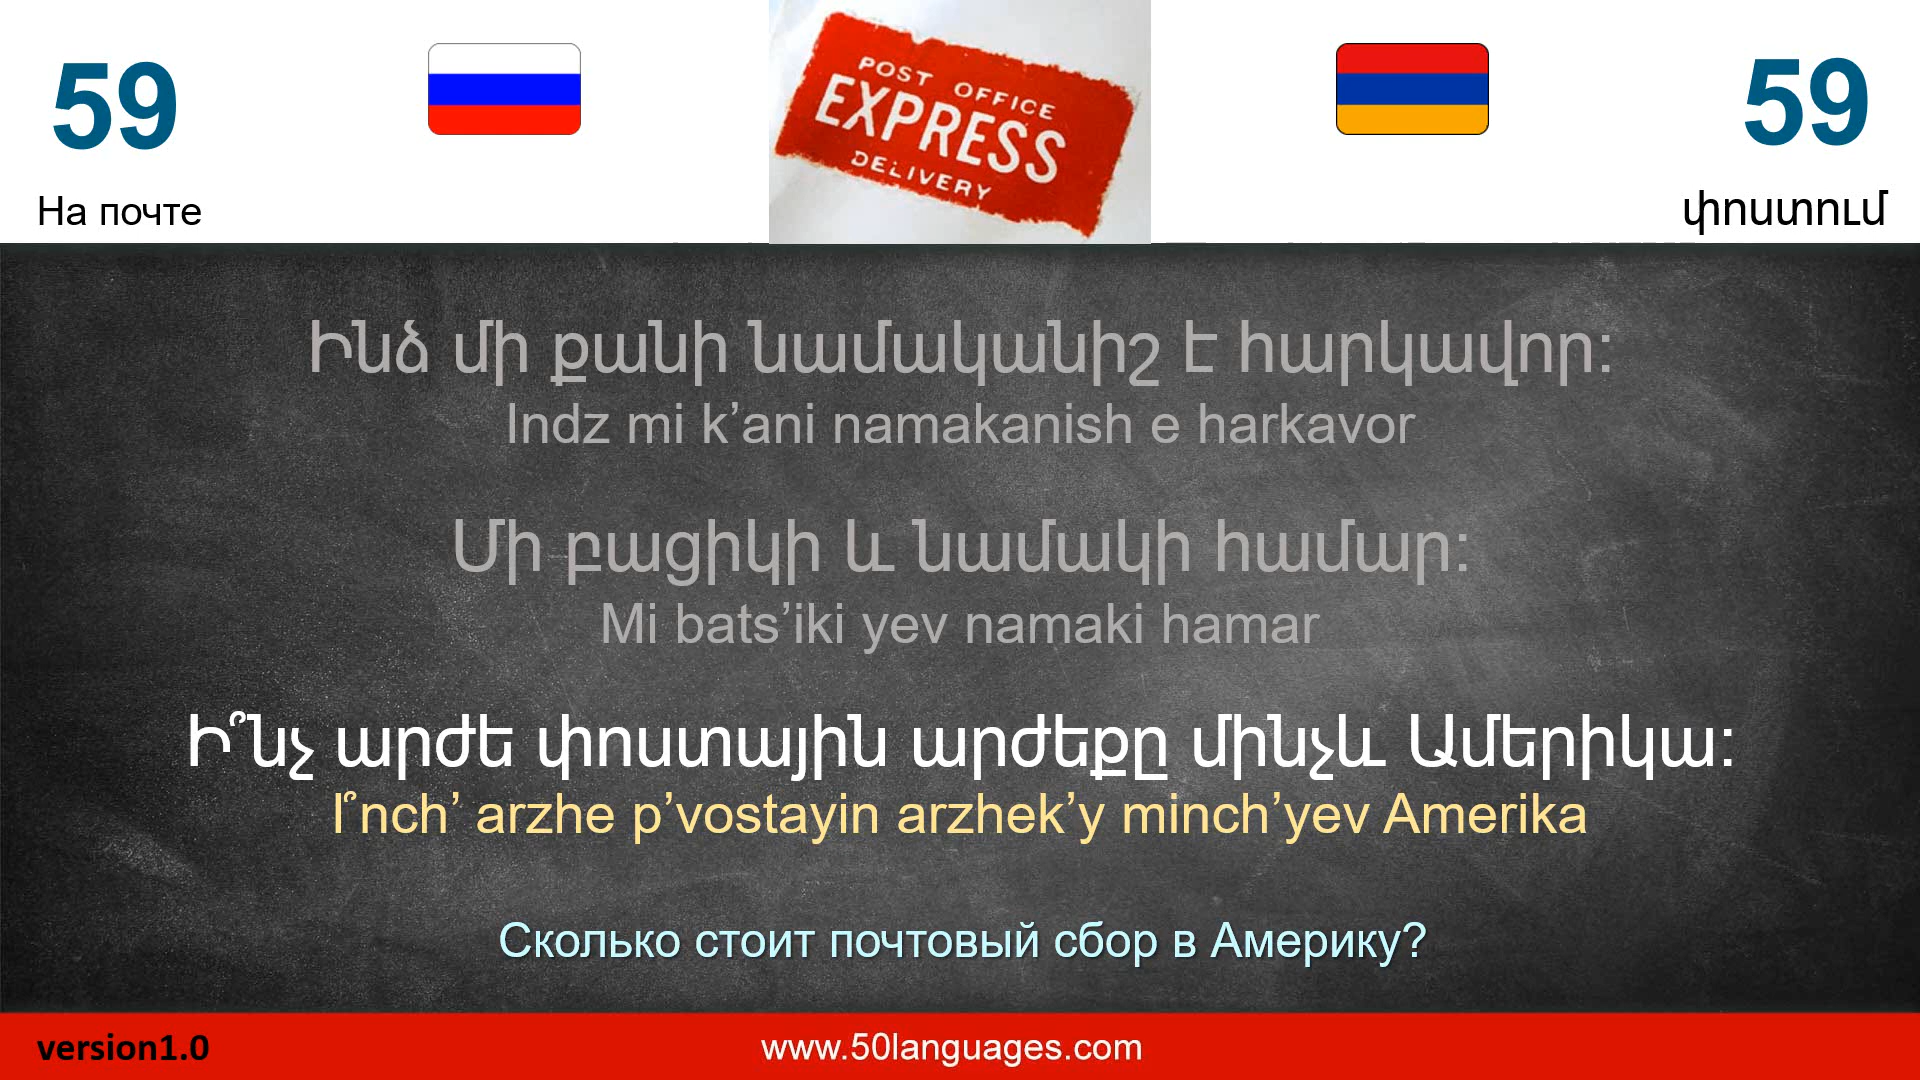 59
59
На почте
փոստում
POST OFFICE
EXPRESS
DELIVERY
Ինձ մի քանի նամականիշ է հարկավոր:
Indz mi k’ani namakanish e harkavor
Մի բացիկի և նամակի համար:
Mi bats’iki yev namaki hamar
Ի՞նչ արժե փոստային արժեքը մինչև Ամերիկա:
I՞nch’ arzhe p’vostayin arzhek’y minch’yev Amerika
Сколько стоит почтовый сбор в Америку?
version1.0
www.50languages.com